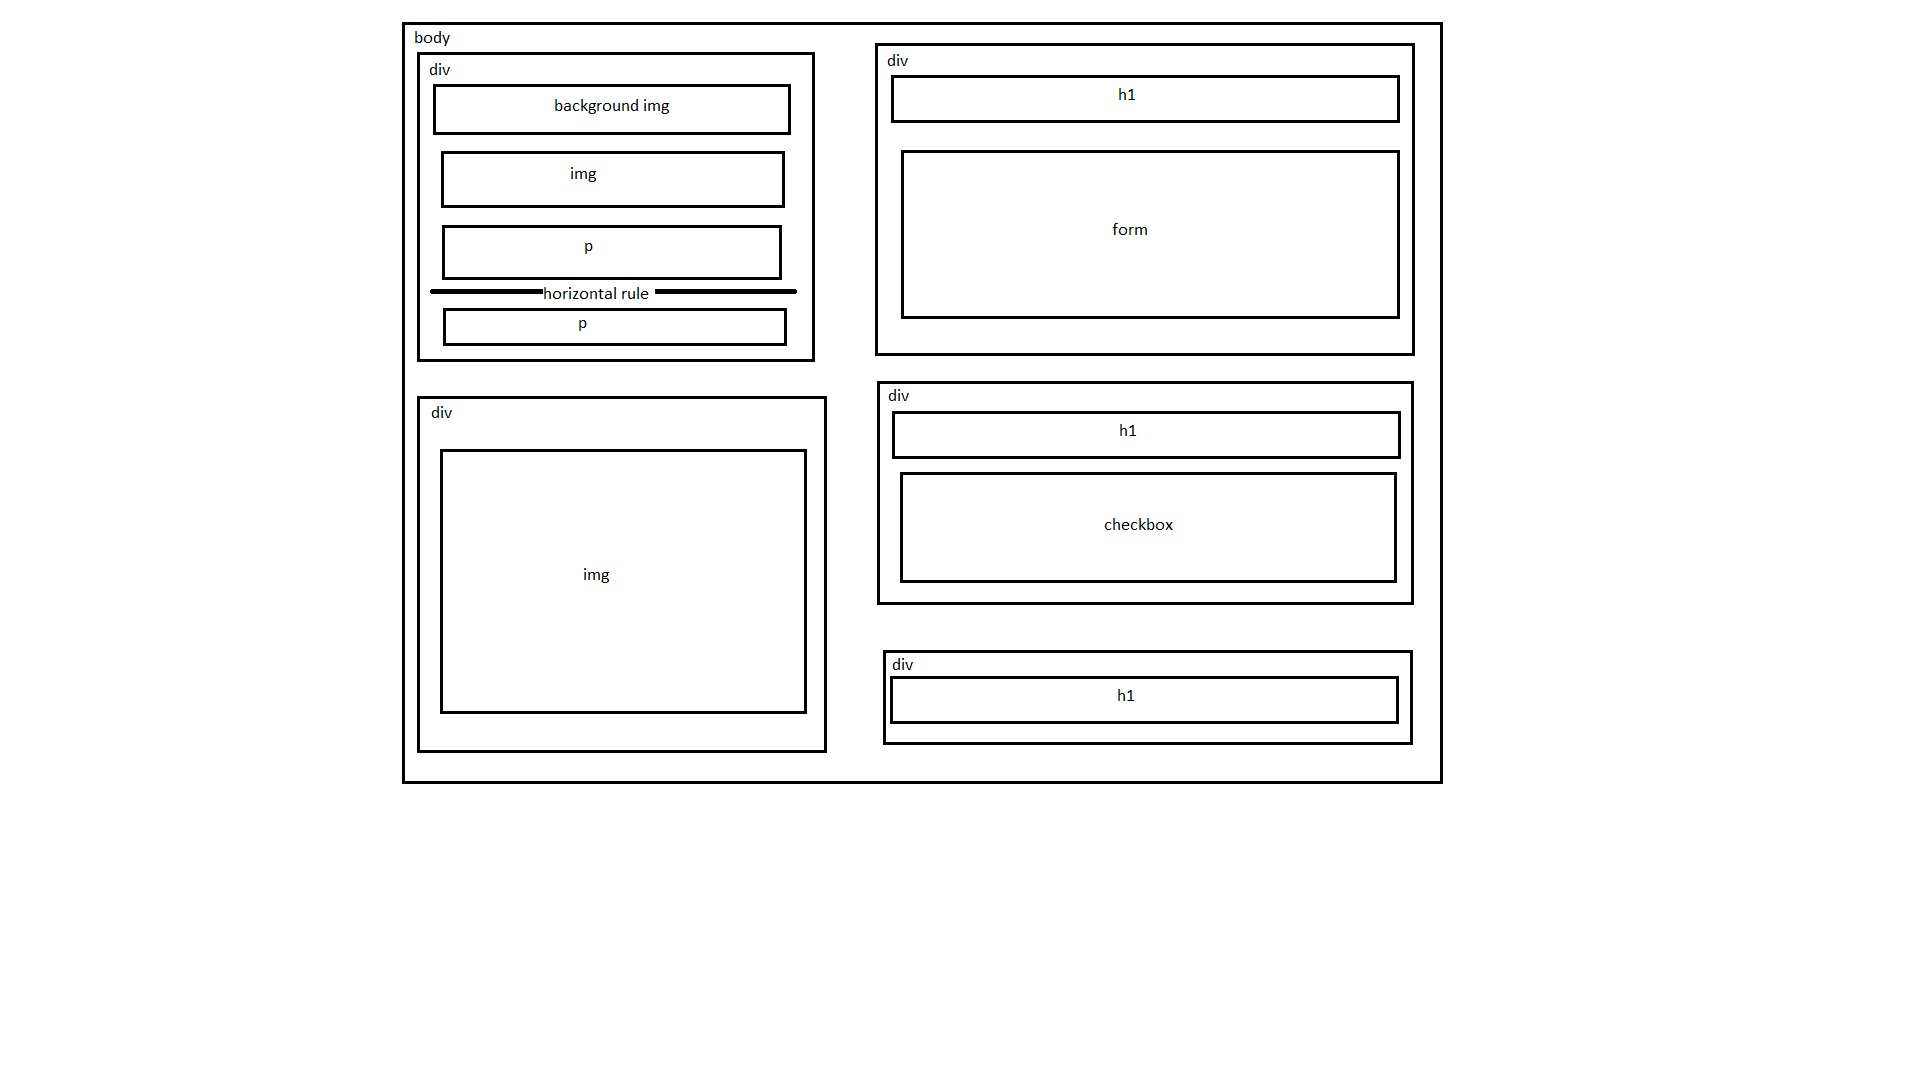 body
div
background img
img
p
horizontal rule
p
div
img
div
h1
form
div
h1
checkbox
div
h1